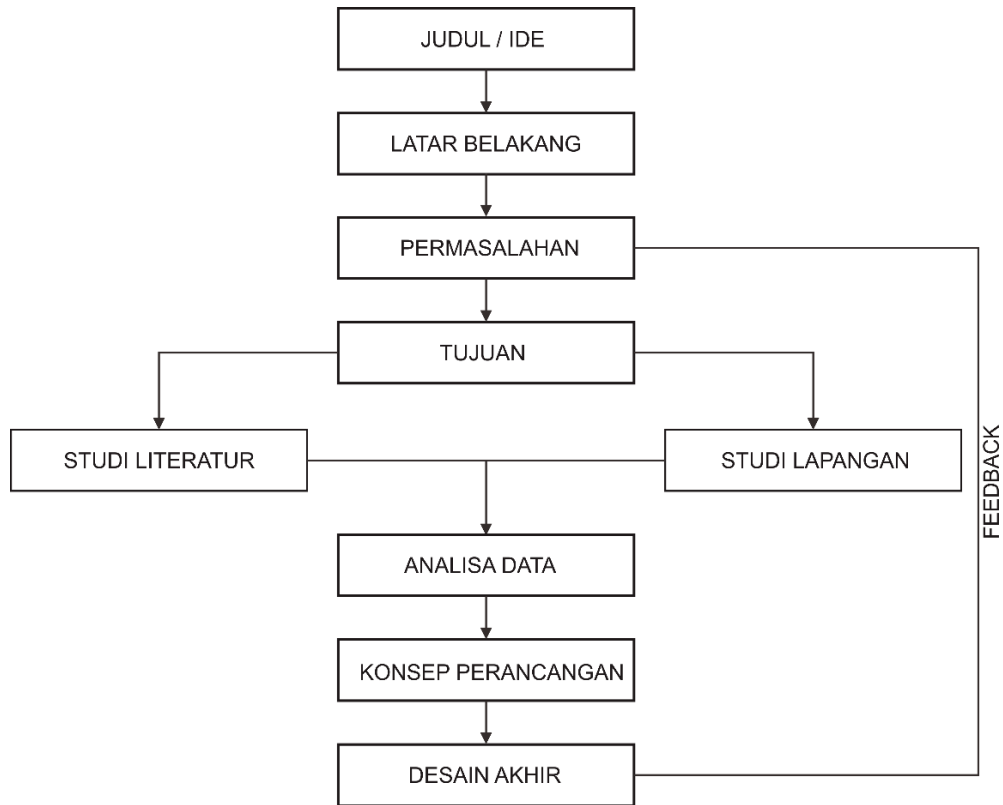 JUDUL / IDE
LATAR BELAKANG
PERMASALAHAN
TUJUAN
STUDI LITERATUR
STUDI LAPANGAN
FEEDBACK
ANALISA DATA
KONSEP PERANCANGAN
DESAIN AKHIR